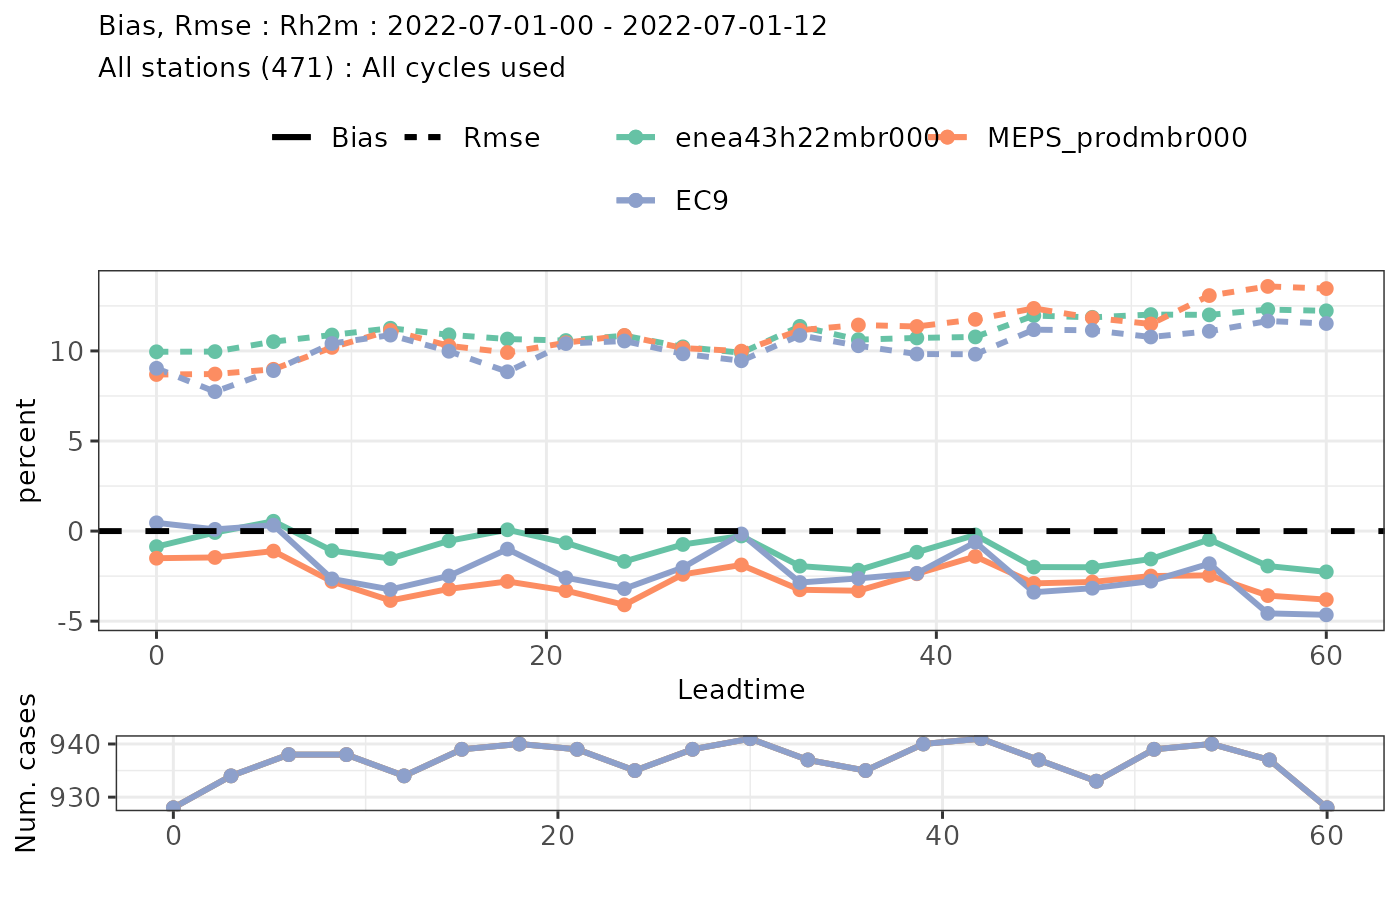 Bias, Rmse : Rh2m : 2022-07-01-00 - 2022-07-01-12
All stations (471) : All cycles used
Bias Rmse enea43h22mbr000 MEPS_prodmbr000
EC9
10
5
0
-5
percent
0 20 40 60
Leadtime
940
930
Num. cases
0 20 40 60